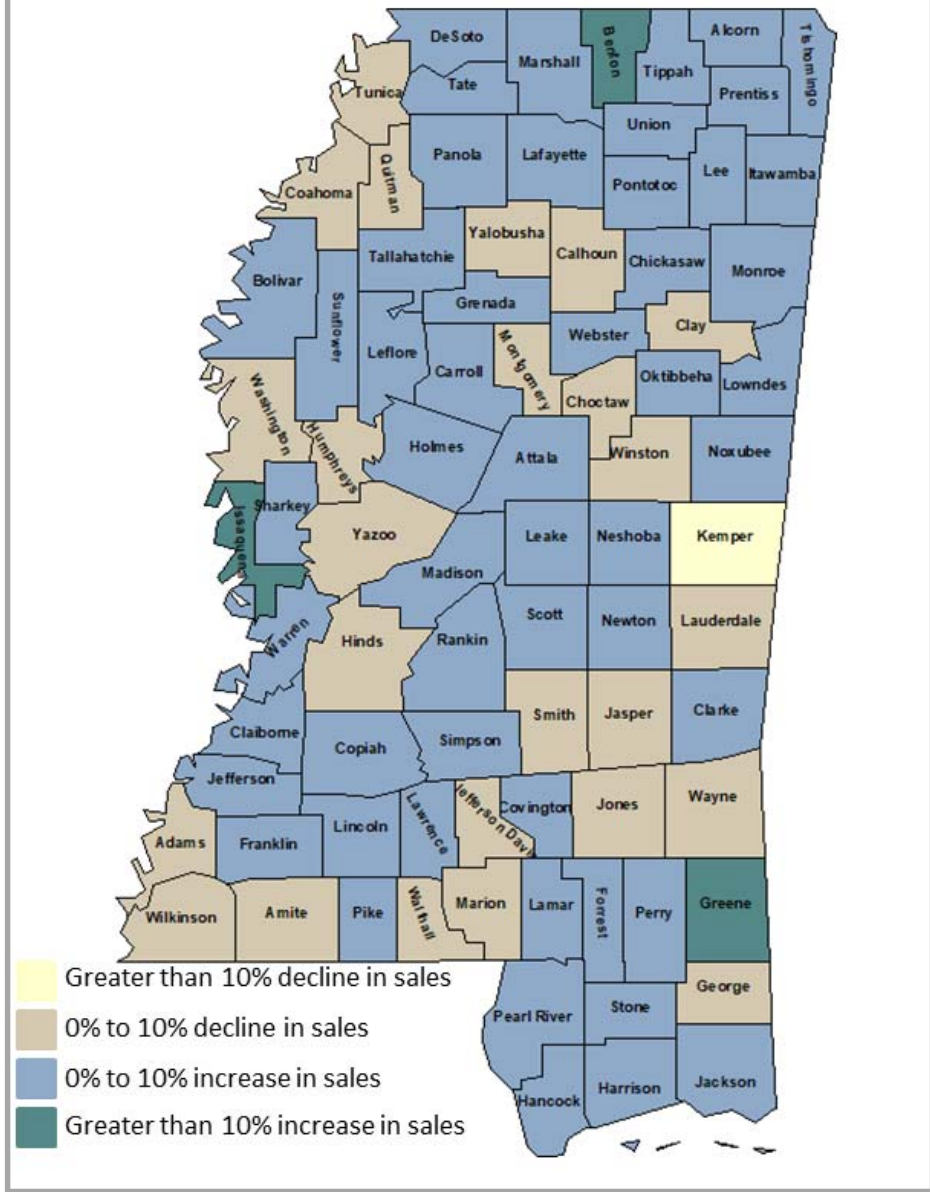 DeSoto
Marshall
Benton
Tippah
Alcorn
Tishomingo
Tunica
Tate
Prentiss
Union
Coahoma
Quitman
Panola
Lafayette
Pontotoc
Lee
Itawamba
Bolivar
Sunflower
Tallahatchie
Yalobusha
Calhoun
Chickasaw
Monroe
Grenada
Leflore
Carroll
Montgomery
Webster
Clay
Choctaw
Oktibbeha
Lowndes
Washington
Humphreys
Holmes
Attala
Winston
Noxubee
Issaquena
Sharkey
Yazoo
Madison
Leake
Neshoba
Kemper
Warren
Hinds
Rankin
Scott
Newton
Lauderdale
Claiborne
Copiah
Simpson
Smith
Jasper
Clarke
Jefferson
Lincoln
Lawrence
Jefferson Davis
Covington
Jones
Wayne
Adams
Franklin
Wilkinson
Amite
Pike
Walthall
Marion
Lamar
Forrest
Perry
Greene
George
Pearl River
Stone
Hancock
Harrison
Jackson
Greater than 10% decline in sales
0% to 10% decline in sales
0% to 10% increase in sales
Greater than 10% increase in sales